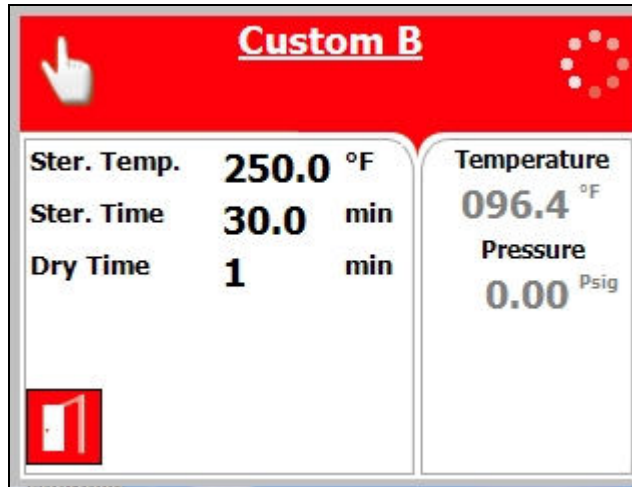 Custom B
Ster. Temp. 250.0 °F
Ster. Time 30.0 min
Dry Time 1 min
Temperature
096.4 °F
Pressure
0.00 Psig